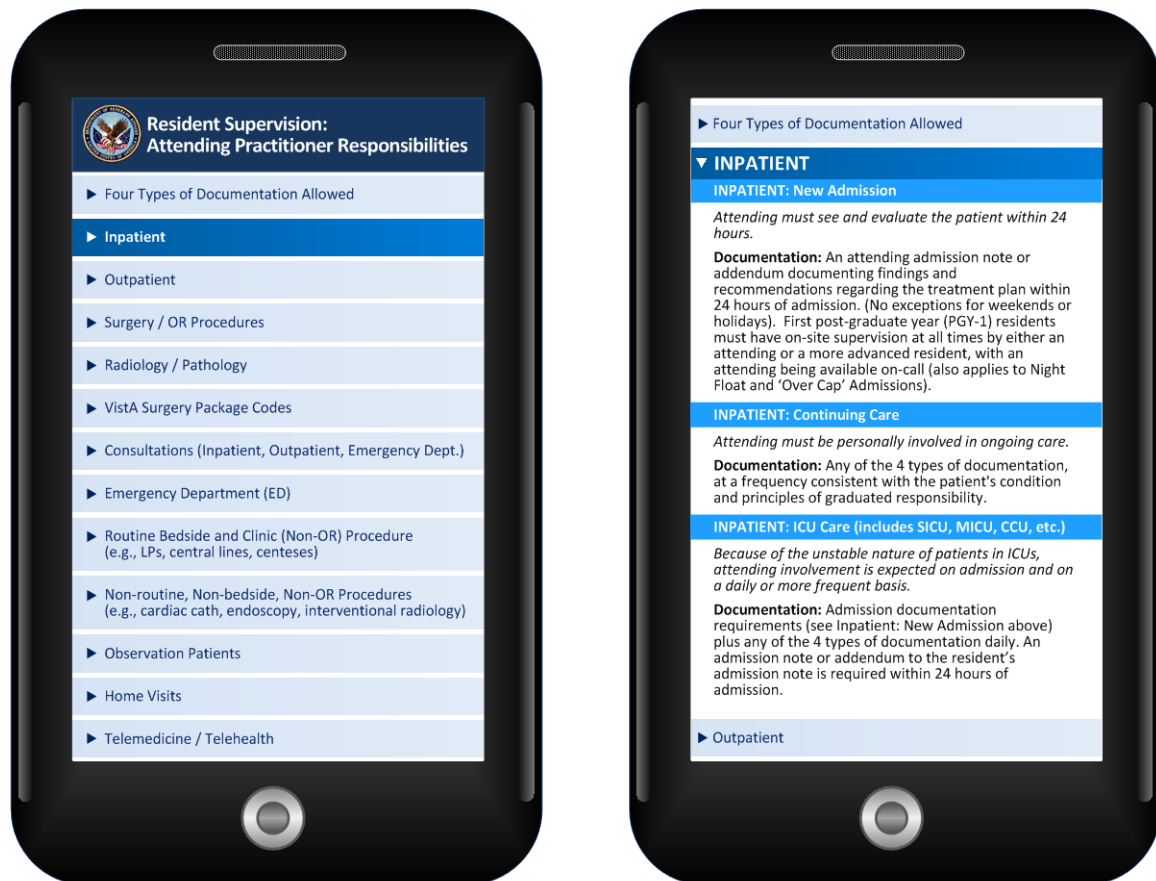 Resident Supervision:
Attending Practitioner Responsibilities
Four Types of Documentation Allowed
Inpatient
Outpatient
Surgery / OR Procedures
Radiology / Pathology
VistA Surgery Package Codes
Consultations (Inpatient, Outpatient, Emergency Dept.)
Emergency Department (ED)
Routine Bedside and Clinic (Non-OR) Procedure
(e.g., LPs, central lines, centeses)
Non-routine, Non-bedside, Non-OR Procedures
(e.g., cardiac cath, endoscopy, interventional radiology)
Observation Patients
Home Visits
Telemedicine / Telehealth
Four Types of Documentation Allowed
INPATIENT
INPATIENT: New Admission
Attending must see and evaluate the patient within 24
hours.
Documentation: An attending admission note or
addendum documenting findings and
recommendations regarding the treatment plan within
24 hours of admission. (No exceptions for weekends or
holidays).  First post-graduate year (PGY-1) residents
must have on-site supervision at all times by either an
attending or a more advanced resident, with an
attending being available on-call (also applies to Night
Float and ‘Over Cap’ Admissions).
INPATIENT: Continuing Care
Attending must be personally involved in ongoing care.
Documentation: Any of the 4 types of documentation,
at a frequency consistent with the patient's condition
and principles of graduated responsibility.
INPATIENT: ICU Care (includes SICU, MICU, CCU, etc.)
Because of the unstable nature of patients in ICUs,
attending involvement is expected on admission and on
a daily or more frequent basis.
Documentation: Admission documentation
requirements (see Inpatient: New Admission above)
plus any of the 4 types of documentation daily. An
admission note or addendum to the resident’s
admission note is required within 24 hours of
admission.
Outpatient